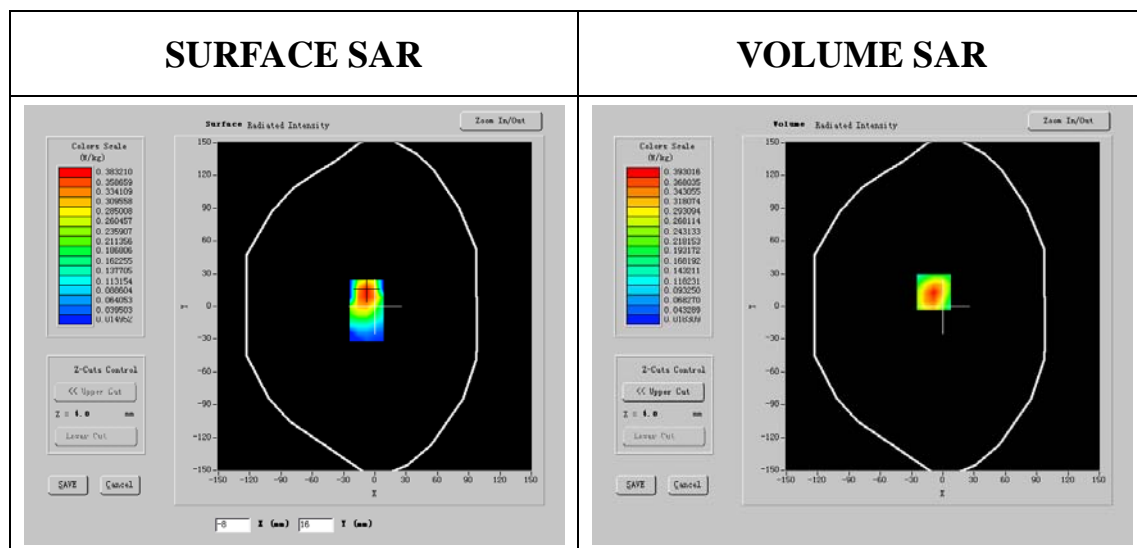 SURFACE SAR
VOLUME SAR
Surface Radiated Intensity
Zoom In/Out
Colors Scale
(W/kg)
0.383210
0.358659
0.334109
0.309558
0.285008
0.260457
0.235907
0.211356
0.186806
0.162255
0.137705
0.113154
0.088604
0.064053
0.039503
0.014952
150
120
90
60
30
0
-30
-60
-90
-120
-150
Y
-150 -120 -90 -60 -30 0 30 60 90 120 150
X
Z-Cuts Control
<< Upper Cut
Z = 4.0 mm
Lower Cut
SAVE Cancel
-8 X (mm) 16 Y (mm)
Volume Radiated Intensity
Zoom In/Out
Colors Scale
(W/kg)
0.393016
0.368035
0.343055
0.318074
0.293094
0.268114
0.243133
0.218153
0.193172
0.168192
0.143211
0.118231
0.093250
0.068270
0.043289
0.018309
150
120
90
60
30
0
-30
-60
-90
-120
-150
Y
-150 -120 -90 -60 -30 0 30 60 90 120 150
X
Z-Cuts Control
<< Upper Cut
Z = 4.0 mm
Lower Cut
SAVE Cancel